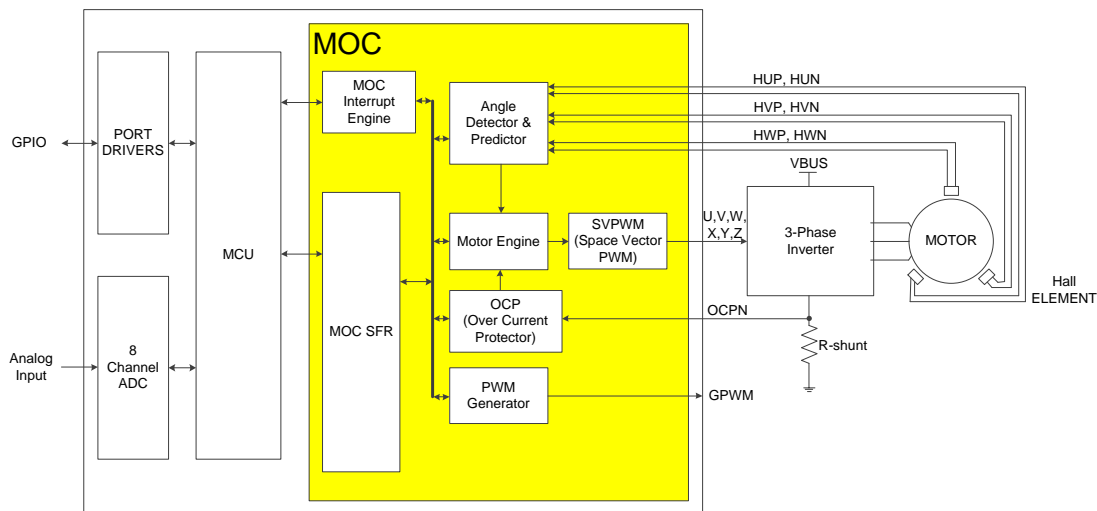 MOC
MOC
Interrupt
Engine
Angle
Detector &
Predictor
HUP, HUN
HVP, HVN
HWP, HWN
GPIO
PORT
DRIVERS
VBUS
MCU
Motor Engine
SVPWM
(Space Vector
PWM)
U,V,W,
X,Y,Z
3-Phase
Inverter
MOTOR
Hall
ELEMENT
MOC SFR
OCP
(Over Current
Protector)
OCPN
R-shunt
Analog
Input
8
Channel
ADC
PWM
Generator
GPWM